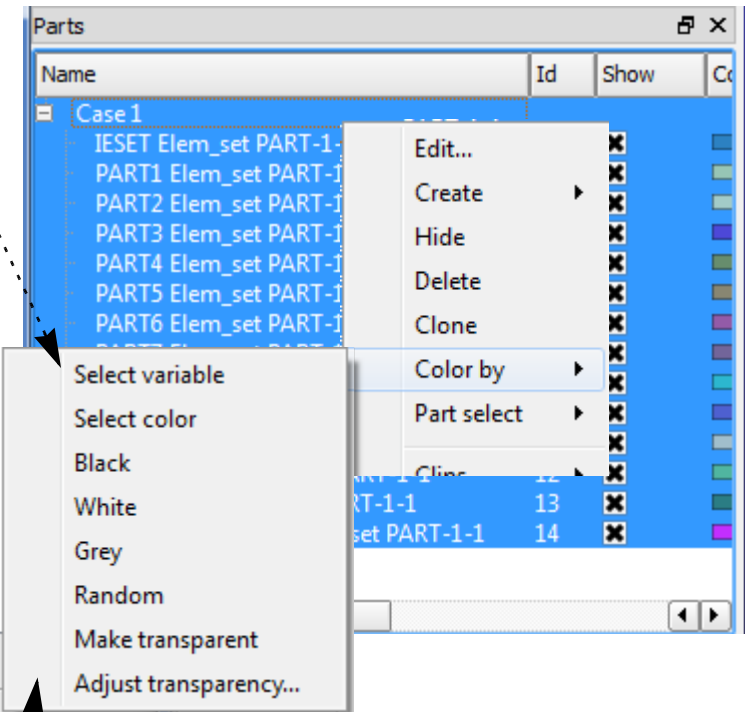 Parts
Name Id Show
Case 1
IESET Elem_set PART-1-
PART1 Elem_set PART-1
PART2 Elem_set PART-1
PART3 Elem_set PART-1
PART4 Elem_set PART-1
PART5 Elem_set PART-1
PART6 Elem_set PART-1
Edit...
Create
Hide
Delete
Clone
Color by
Part select
Clips
Select variable
Select color
Black
White
Grey
Random
Make transparent
Adjust transparency...
12
RT-1-1 13
set PART-1-1 14